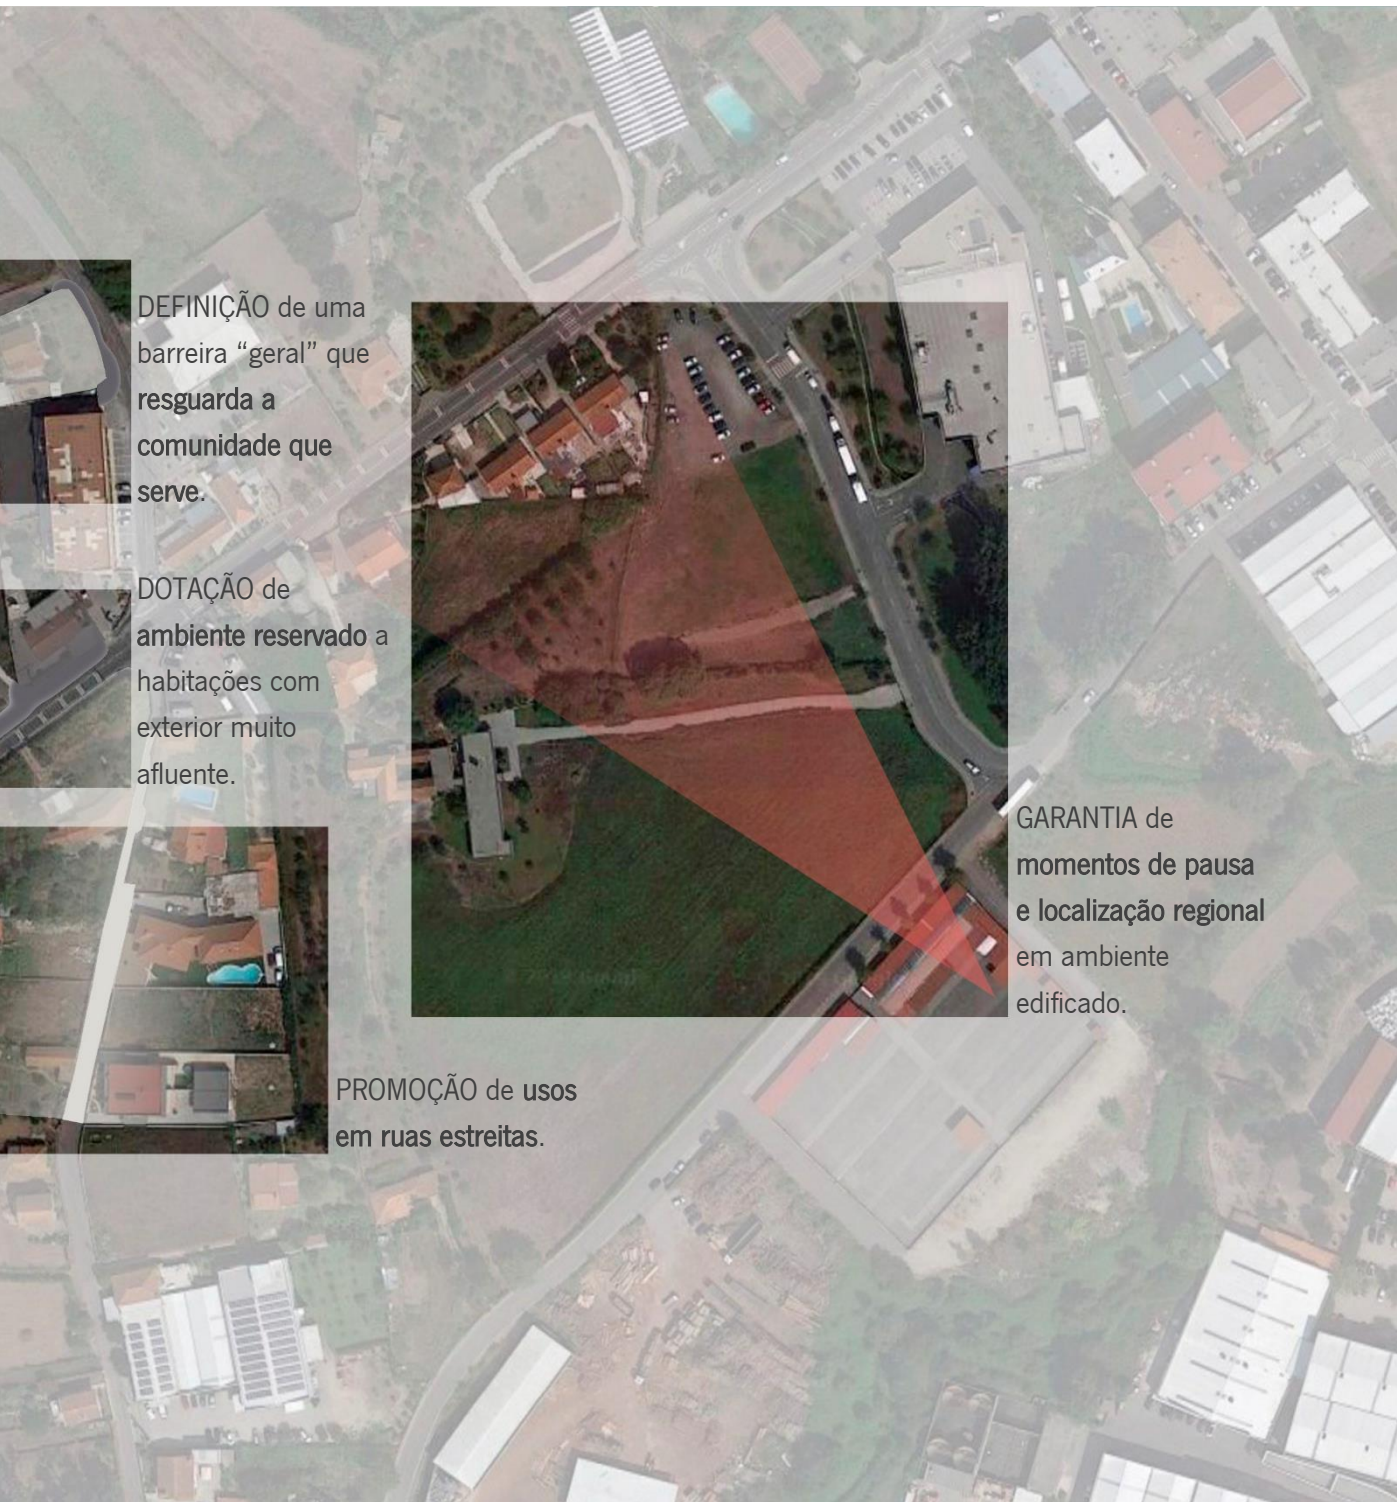 DEFINIÇÃO de uma
barreira “geral” que
resguarda a
comunidade que
serve.
DOTAÇÃO de
ambiente reservado a
habitações com
exterior muito
afluente.
GARANTIA de
momentos de pausa
e localização regional
em ambiente
edificado.
PROMOÇÃO de usos
em ruas estreitas.